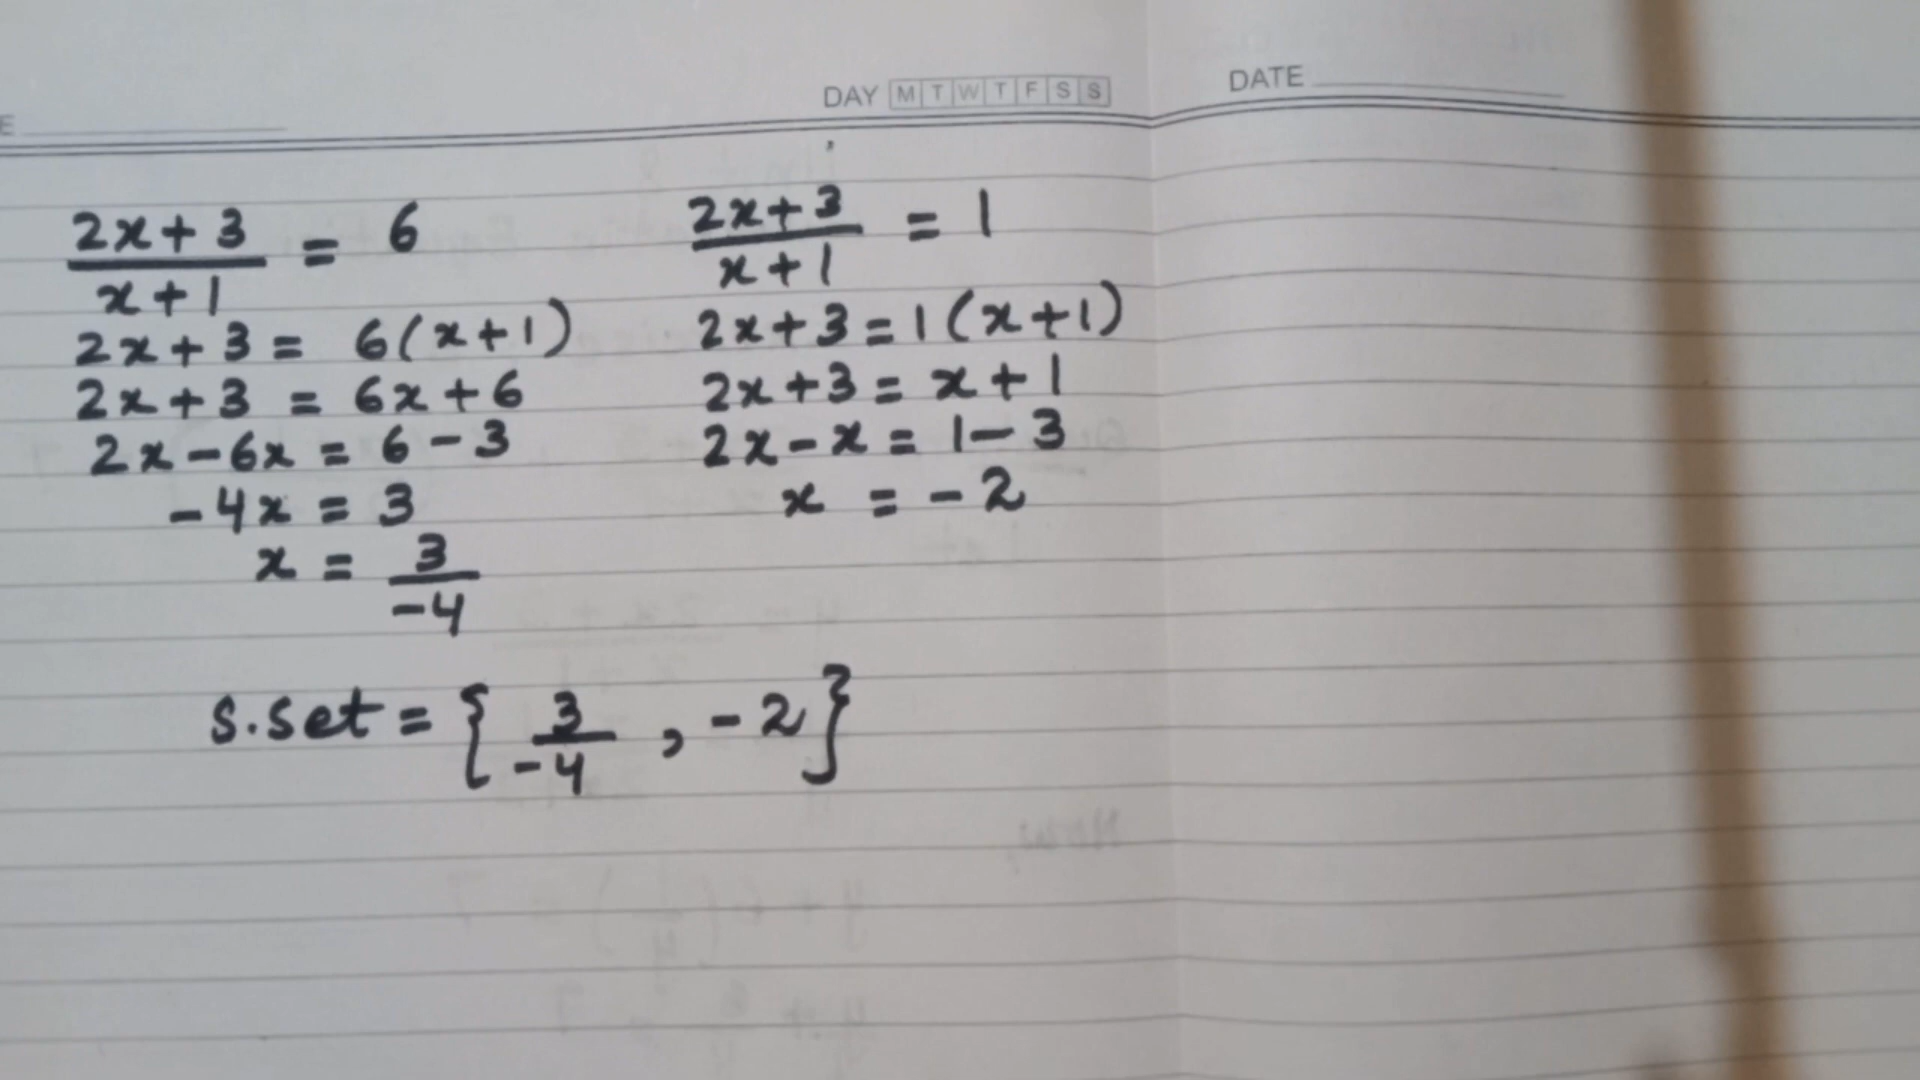 DAY M T W T F S S DATE
2x+3/x+1 = 6
2x+3 = 6(x+1)
2x+3 = 6x+6
2x-6x = 6-3
-4x = 3
x = 3/-4
2x+3/x+1 = 1
2x+3 = 1(x+1)
2x+3 = x+1
2x-x = 1-3
x = -2
S.set = { 3/-4 , -2 }